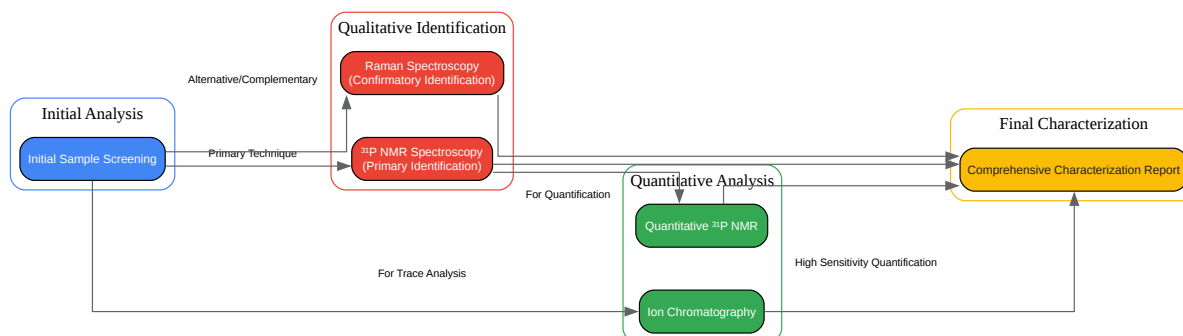 Qualitative Identification
Raman Spectroscopy
(Confirmatory Identification)
Alternative/Complementary
Initial Analysis
Initial Sample Screening
Primary Technique
³¹P NMR Spectroscopy
(Primary Identification)
Final Characterization
Comprehensive Characterization Report
Quantitative Analysis
For Quantification
Quantitative ³¹P NMR
High Sensitivity Quantification
For Trace Analysis
Ion Chromatography